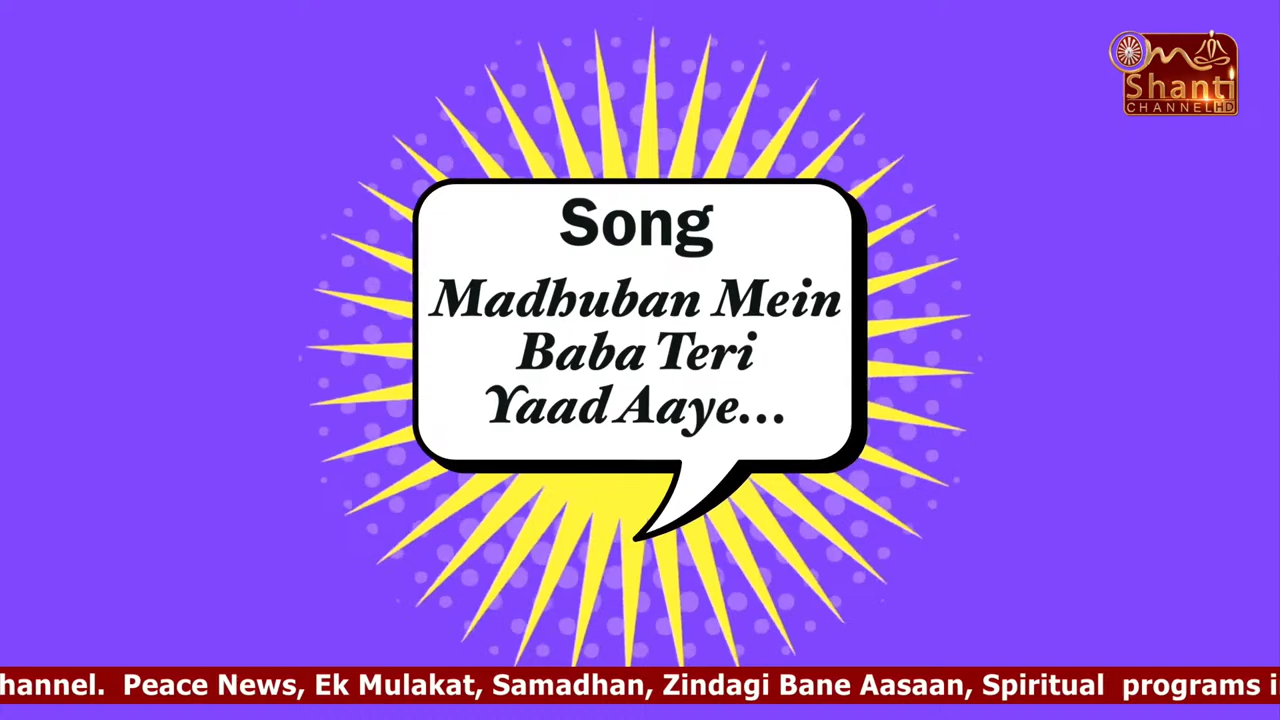 Om
Shanti
CHANNEL HD
Song
Madhuban Mein
Baba Teri
Yaad Aaye...
hannel.  Peace News, Ek Mulakat, Samadhan, Zindagi Bane Aasaan, Spiritual  programs i